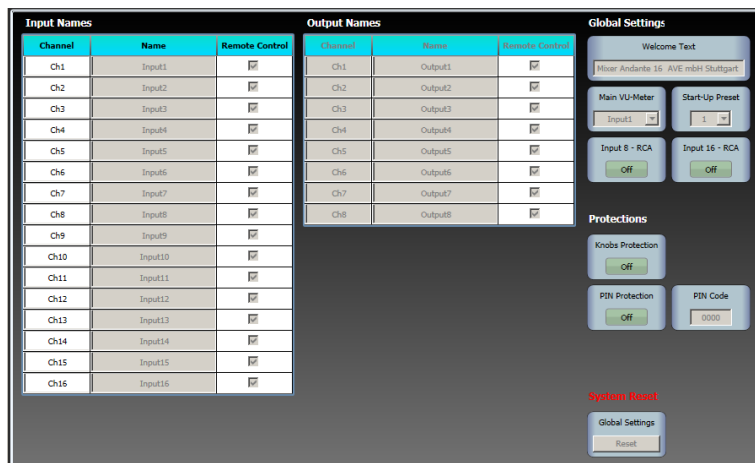 Input Names
Channel Name Remote Control
Ch1 Input1
Ch2 Input2
Ch3 Input3
Ch4 Input4
Ch5 Input5
Ch6 Input6
Ch7 Input7
Ch8 Input8
Ch9 Input9
Ch10 Input10
Ch11 Input11
Ch12 Input12
Ch13 Input13
Ch14 Input14
Ch15 Input15
Ch16 Input16
Output Names
Channel Name Remote Control
Ch1 Output1
Ch2 Output2
Ch3 Output3
Ch4 Output4
Ch5 Output5
Ch6 Output6
Ch7 Output7
Ch8 Output8
Global Settings
Welcome Text
Mixer Andante 16 AVE mbH Stuttgart
Main VU-Meter Start-Up Preset
Input1 1
Input 8 - RCA Input 16 - RCA
Off Off
Protections
Knobs Protection
Off
PIN Protection PIN Code
Off 0000
System Reset
Global Settings
Reset